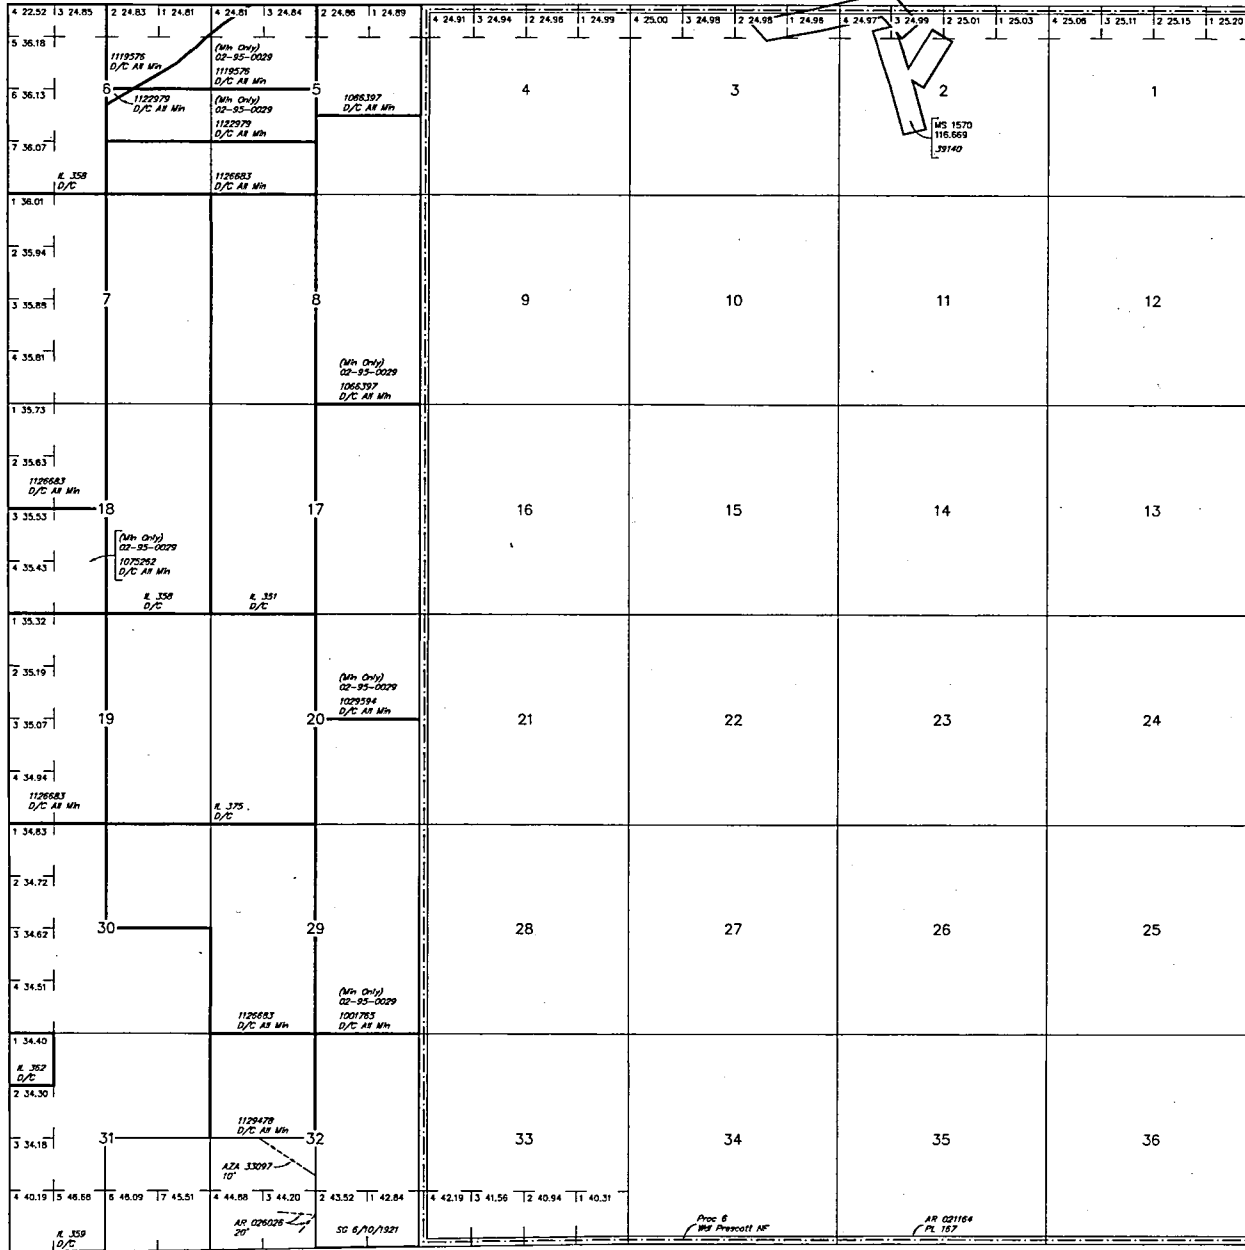 4 22.52 3 24.85 2 24.83 1 24.81 4 24.81 3 24.84 2 24.86 1 24.89 4 24.91 3 24.94 2 24.96 1 24.99 4 25.00 3 24.98 2 24.95 1 24.96 4 24.97 3 24.99 2 25.01 1 25.03 4 25.06 3 25.11 2 25.15 1 25.20
5 36.18
1119576
D/C All Min
(Min Only)
02-95-0029
1119576
D/C All Min
6 36.13
6
5
4
3
2
1
1122979
D/C All Min
(Min Only)
02-95-0029
1122979
D/C All Min
1066397
D/C All Min
MS 1570
116.669
39140
7 36.07
IL 358
D/C
1126683
D/C All Min
1 36.01
2 35.94
3 35.88
7
8
9
10
11
12
4 35.81
(Min Only)
02-95-0029
1066397
D/C All Min
1 35.73
2 35.63
1126683
D/C All Min
3 35.53
18
17
16
15
14
13
(Min Only)
02-95-0029
1075262
D/C All Min
4 35.43
IL 358
D/C
IL 351
D/C
1 35.32
2 35.19
(Min Only)
02-95-0029
1029594
D/C All Min
3 35.07
19
20
21
22
23
24
4 34.94
1126683
D/C All Min
IL 375
D/C
1 34.83
2 34.72
3 34.62
30
29
28
27
26
25
4 34.51
1126683
D/C All Min
(Min Only)
02-95-0029
1001765
D/C All Min
1 34.40
IL 362
D/C
2 34.30
1129478
D/C All Min
3 34.18
31
32
33
34
35
36
AZA 33097
10'
4 40.19 5 46.68 6 46.09 7 45.51 4 44.88 3 44.20 2 43.52 1 42.84 4 42.19 3 41.56 2 40.94 1 40.31
IL 359
D/C
AR 026026
20'
SG 6/10/1921
Proc 6
Wdl Prescott NF
AR 021164
PL 167